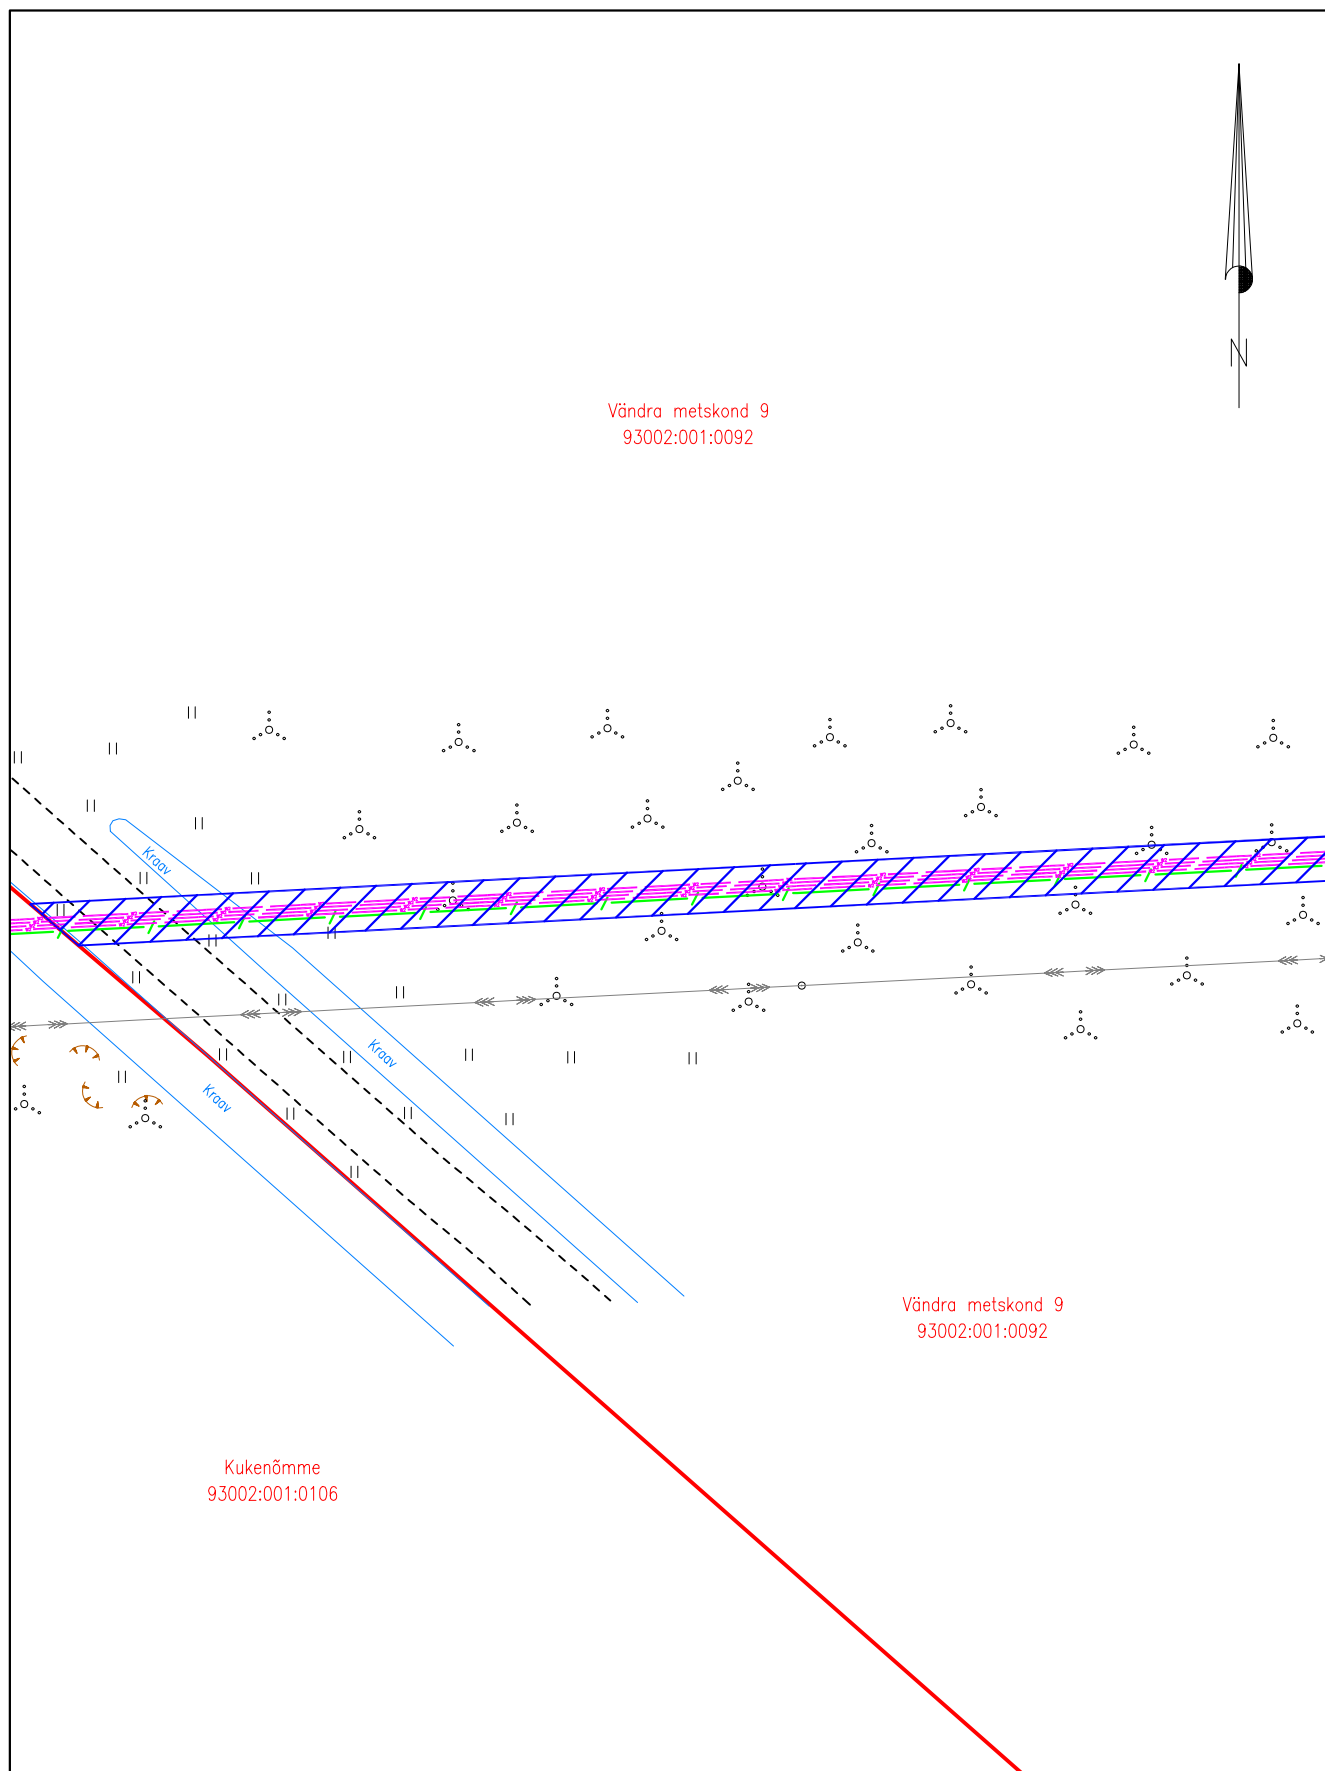 N
Vändra metskond 9
93002:001:0092
Kraav
Kraav
Kraav
Vändra metskond 9
93002:001:0092
Kukenõmme
93002:001:0106